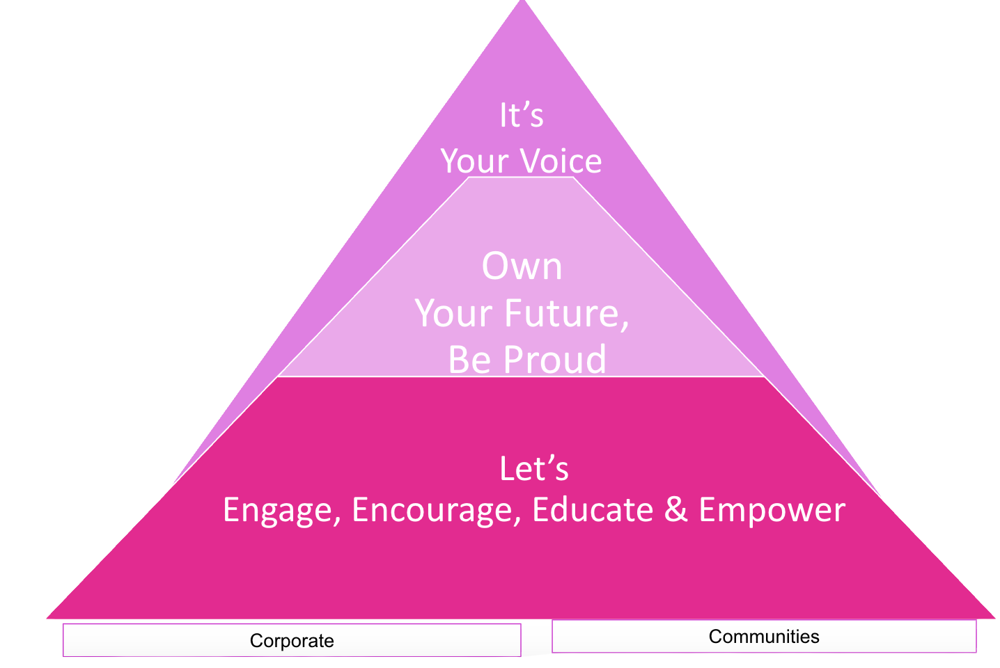 It’s
Your Voice
Own
Your Future,
Be Proud
Let’s
Engage, Encourage, Educate & Empower
Corporate
Communities